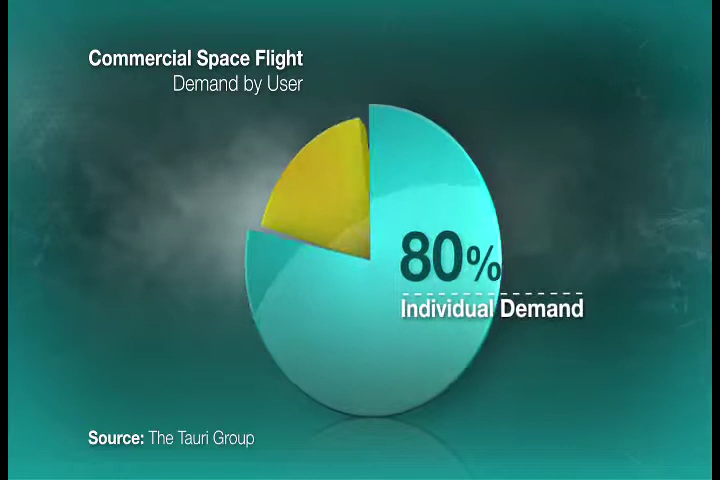 Commercial Space Flight
Demand by User
80%
Individual Demand
Source: The Tauri Group